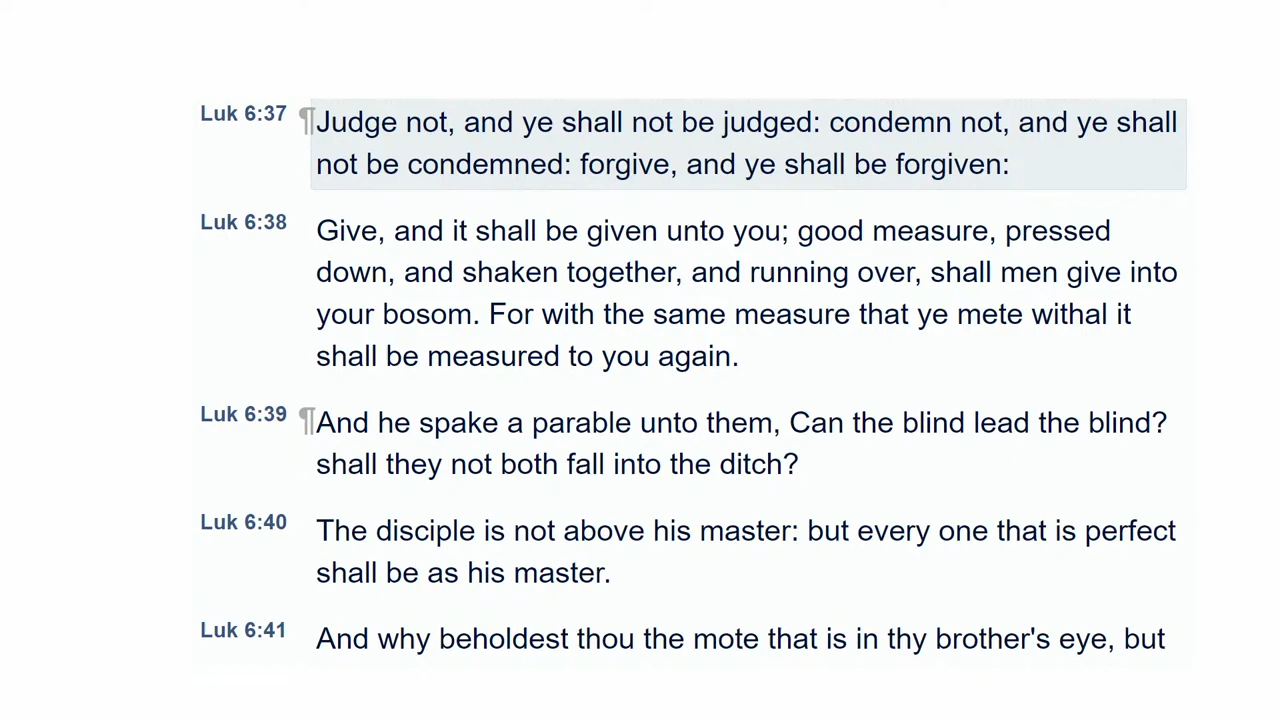 Luk 6:37 ¶Judge not, and ye shall not be judged: condemn not, and ye shall
not be condemned: forgive, and ye shall be forgiven:
Luk 6:38 Give, and it shall be given unto you; good measure, pressed
down, and shaken together, and running over, shall men give into
your bosom. For with the same measure that ye mete withal it
shall be measured to you again.
Luk 6:39 ¶And he spake a parable unto them, Can the blind lead the blind?
shall they not both fall into the ditch?
Luk 6:40 The disciple is not above his master: but every one that is perfect
shall be as his master.
Luk 6:41 And why beholdest thou the mote that is in thy brother's eye, but